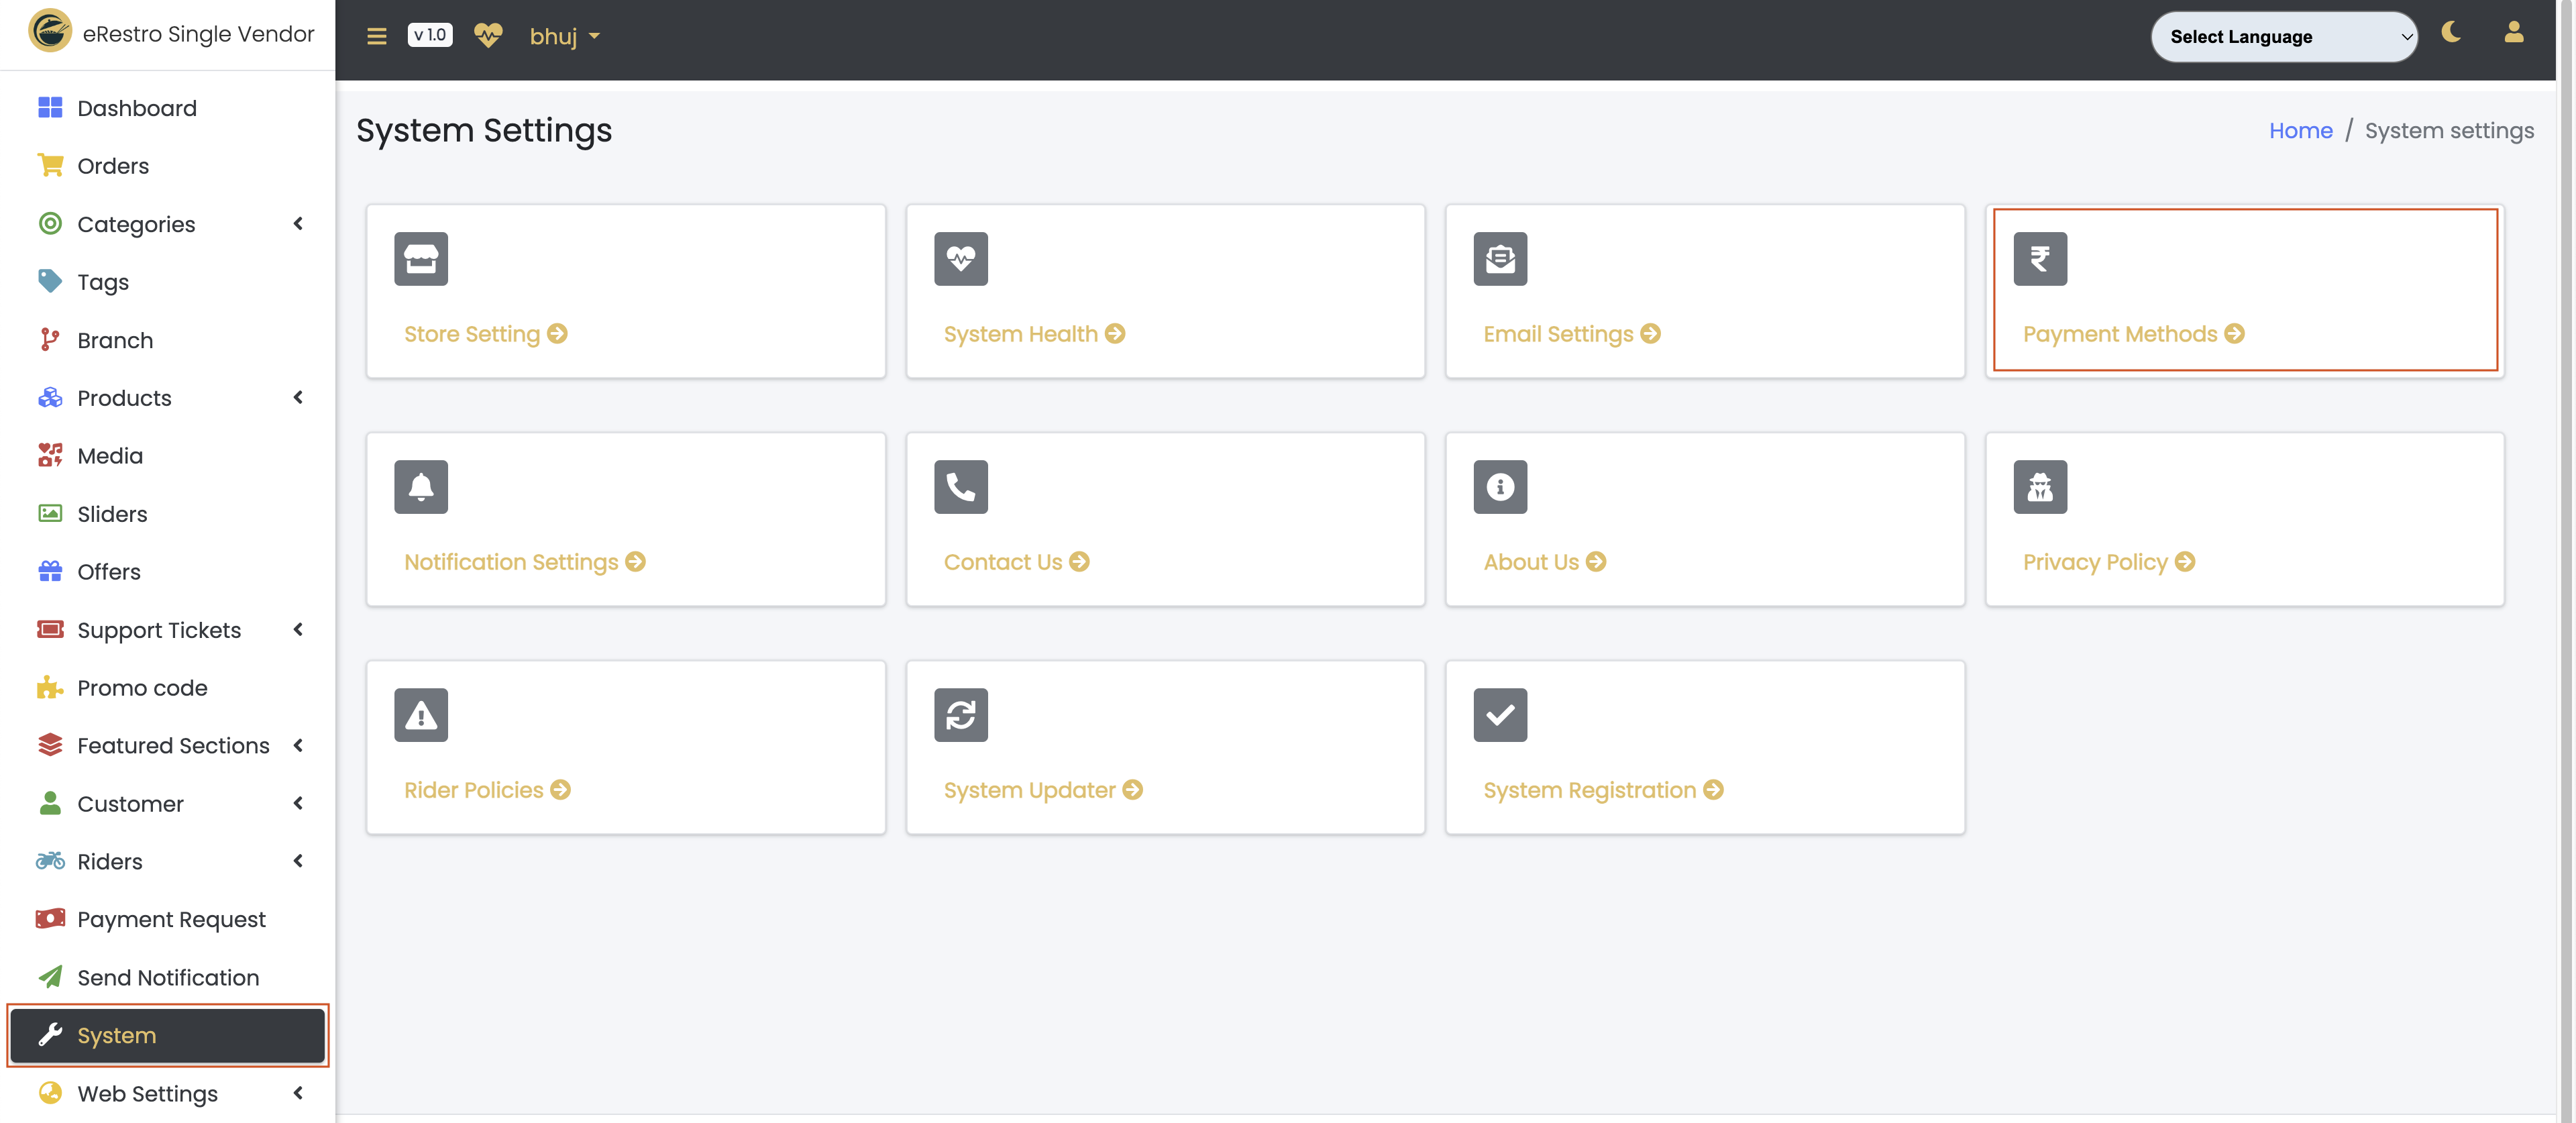 eRestro Single Vendor
v 1.0
bhuj
Select Language
Dashboard
Orders
Categories
Tags
Branch
Products
Media
Sliders
Offers
Support Tickets
Promo code
Featured Sections
Customer
Riders
Payment Request
Send Notification
System
Web Settings
System Settings
Home / System settings
Store Setting
System Health
Email Settings
₹
Payment Methods
Notification Settings
Contact Us
About Us
Privacy Policy
Rider Policies
System Updater
System Registration